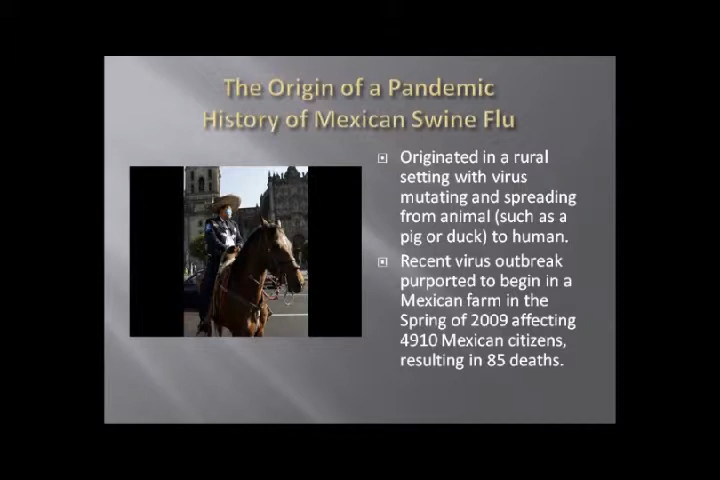 The Origin of a Pandemic
History of Mexican Swine Flu
Originated in a rural
setting with virus
mutating and spreading
from animal (such as a
pig or duck) to human.
Recent virus outbreak
purported to begin in a
Mexican farm in the
Spring of 2009 affecting
4910 Mexican citizens,
resulting in 85 deaths.